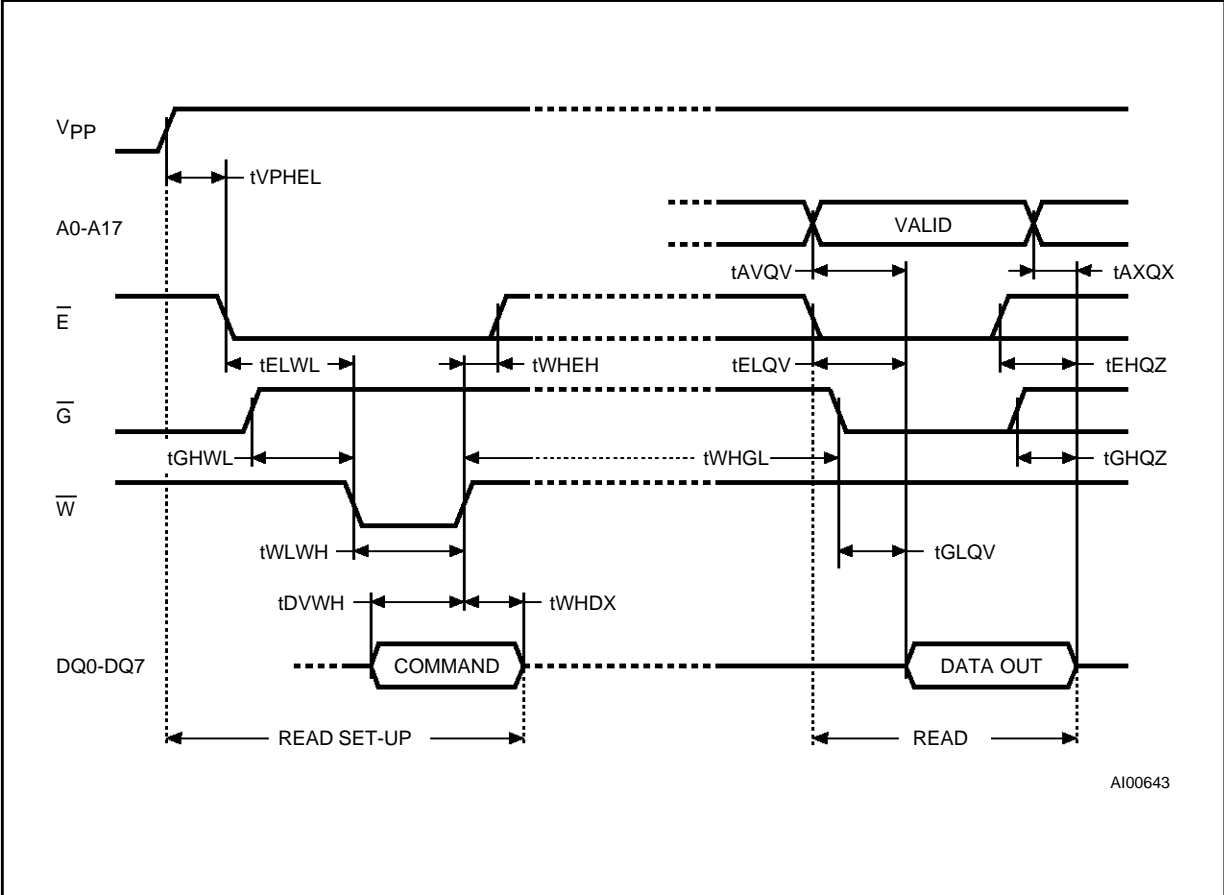 VPP
tVPHEL
A0-A17
VALID
tAVQV
tAXQX
E
tELWL
tWHEH
tELQV
tEHQZ
G
tGHWL
tWHGL
tGHQZ
W
tWLWH
tGLQV
tDVWH
tWHDX
DQ0-DQ7
COMMAND
DATA OUT
READ SET-UP
READ
AI00643